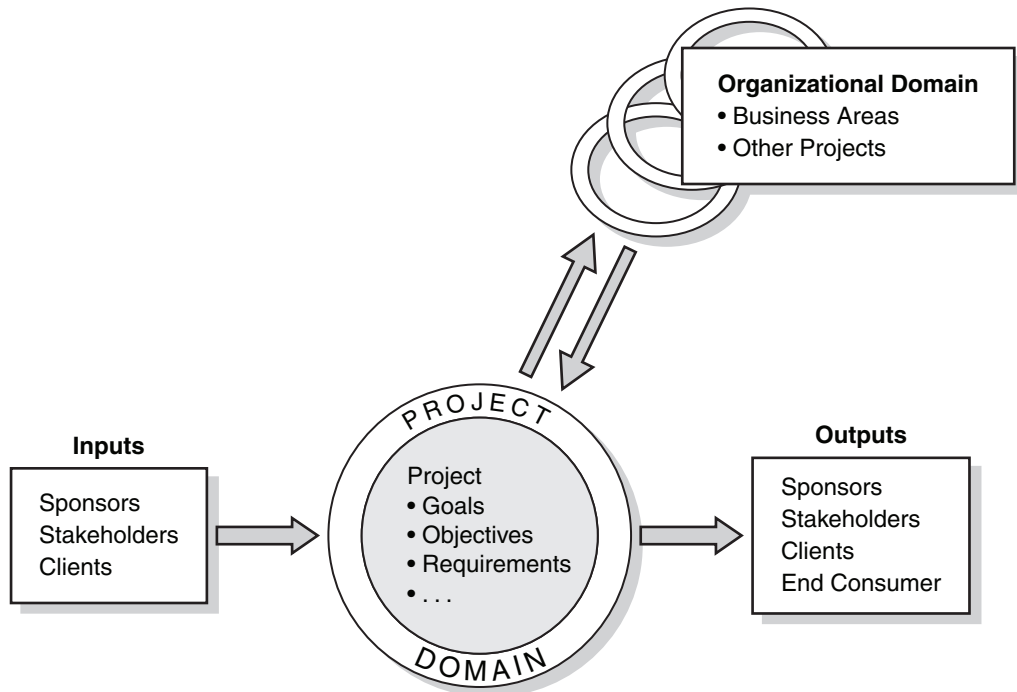 Organizational Domain
• Business Areas
• Other Projects
PROJECT
Inputs
Sponsors
Stakeholders
Clients
Project
• Goals
• Objectives
• Requirements
• . . .
DOMAIN
Outputs
Sponsors
Stakeholders
Clients
End Consumer